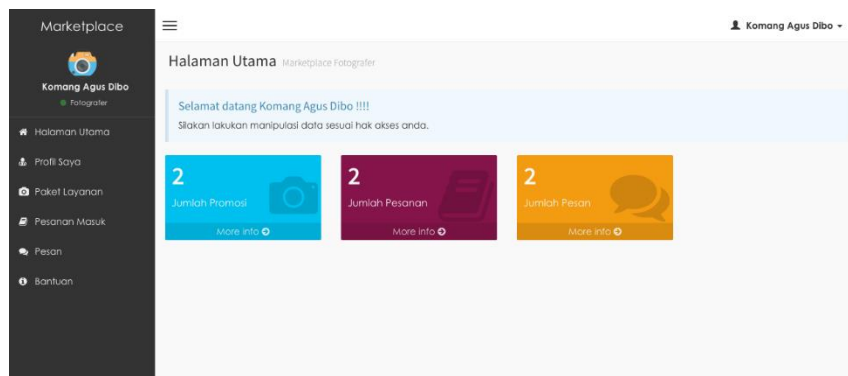 Marketplace
Komang Agus Dibo
Komang Agus Dibo
Fotografer
Halaman Utama
Profil Saya
Paket Layanan
Pesanan Masuk
Pesan
Bantuan
Halaman Utama Marketplace Fotografer
Selamat datang Komang Agus Dibo !!!!
Silakan lakukan manipulasi data sesuai hak akses anda.
2
Jumlah Promosi
More info
2
Jumlah Pesanan
More info
2
Jumlah Pesan
More info